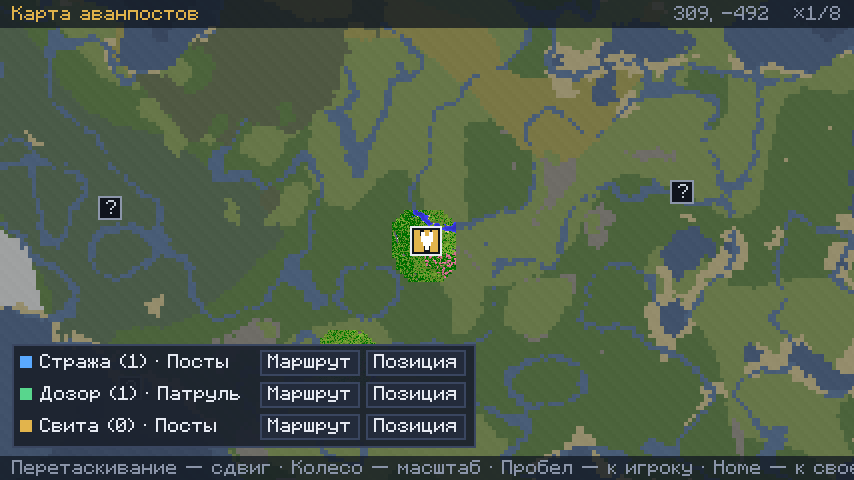 Карта аванпостов
309, −492 ×1/8
?
?
Стража (1) · Посты Маршрут Позиция
Дозор (1) · Патруль Маршрут Позиция
Свита (0) · Посты Маршрут Позиция
Перетаскивание — сдвиг · Колесо — масштаб · Пробел — к игроку · Home — к свое